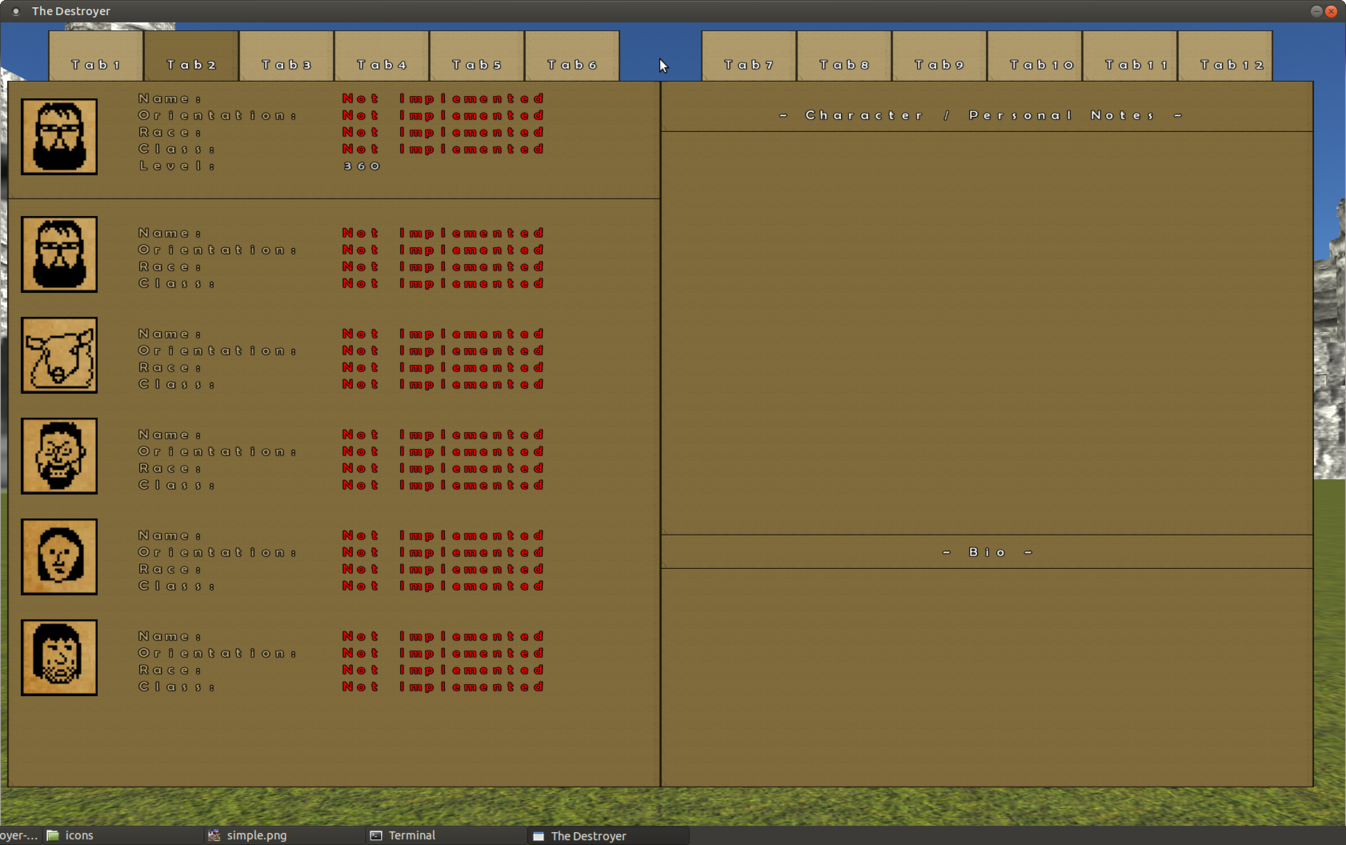 The Destroyer
Tab1 Tab2 Tab3 Tab4 Tab5 Tab6 Tab7 Tab8 Tab9 Tab10 Tab11 Tab12
Name: Not Implemented
Orientation: Not Implemented
Race: Not Implemented
Class: Not Implemented
Level: 360
Name: Not Implemented
Orientation: Not Implemented
Race: Not Implemented
Class: Not Implemented
Name: Not Implemented
Orientation: Not Implemented
Race: Not Implemented
Class: Not Implemented
Name: Not Implemented
Orientation: Not Implemented
Race: Not Implemented
Class: Not Implemented
Name: Not Implemented
Orientation: Not Implemented
Race: Not Implemented
Class: Not Implemented
Name: Not Implemented
Orientation: Not Implemented
Race: Not Implemented
Class: Not Implemented
- Character / Personal Notes -
- Bio -
oyer-... icons simple.png Terminal The Destroyer